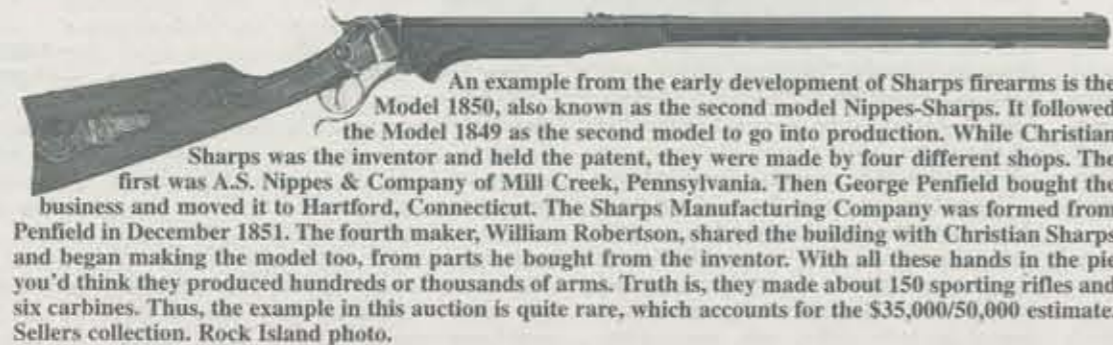 An example from the early development of Sharps firearms is the
Model 1850, also known as the second model Nippes-Sharps. It followed
the Model 1849 as the second model to go into production. While Christian
Sharps was the inventor and held the patent, they were made by four different shops. The
first was A.S. Nippes & Company of Mill Creek, Pennsylvania. Then George Penfield bought the
business and moved it to Hartford, Connecticut. The Sharps Manufacturing Company was formed from
Penfield in December 1851. The fourth maker, William Robertson, shared the building with Christian Sharps
and began making the model too, from parts he bought from the inventor. With all these hands in the pie
you'd think they produced hundreds or thousands of arms. Truth is, they made about 150 sporting rifles and
six carbines. Thus, the example in this auction is quite rare, which accounts for the $35,000/50,000 estimate.
Sellers collection. Rock Island photo.